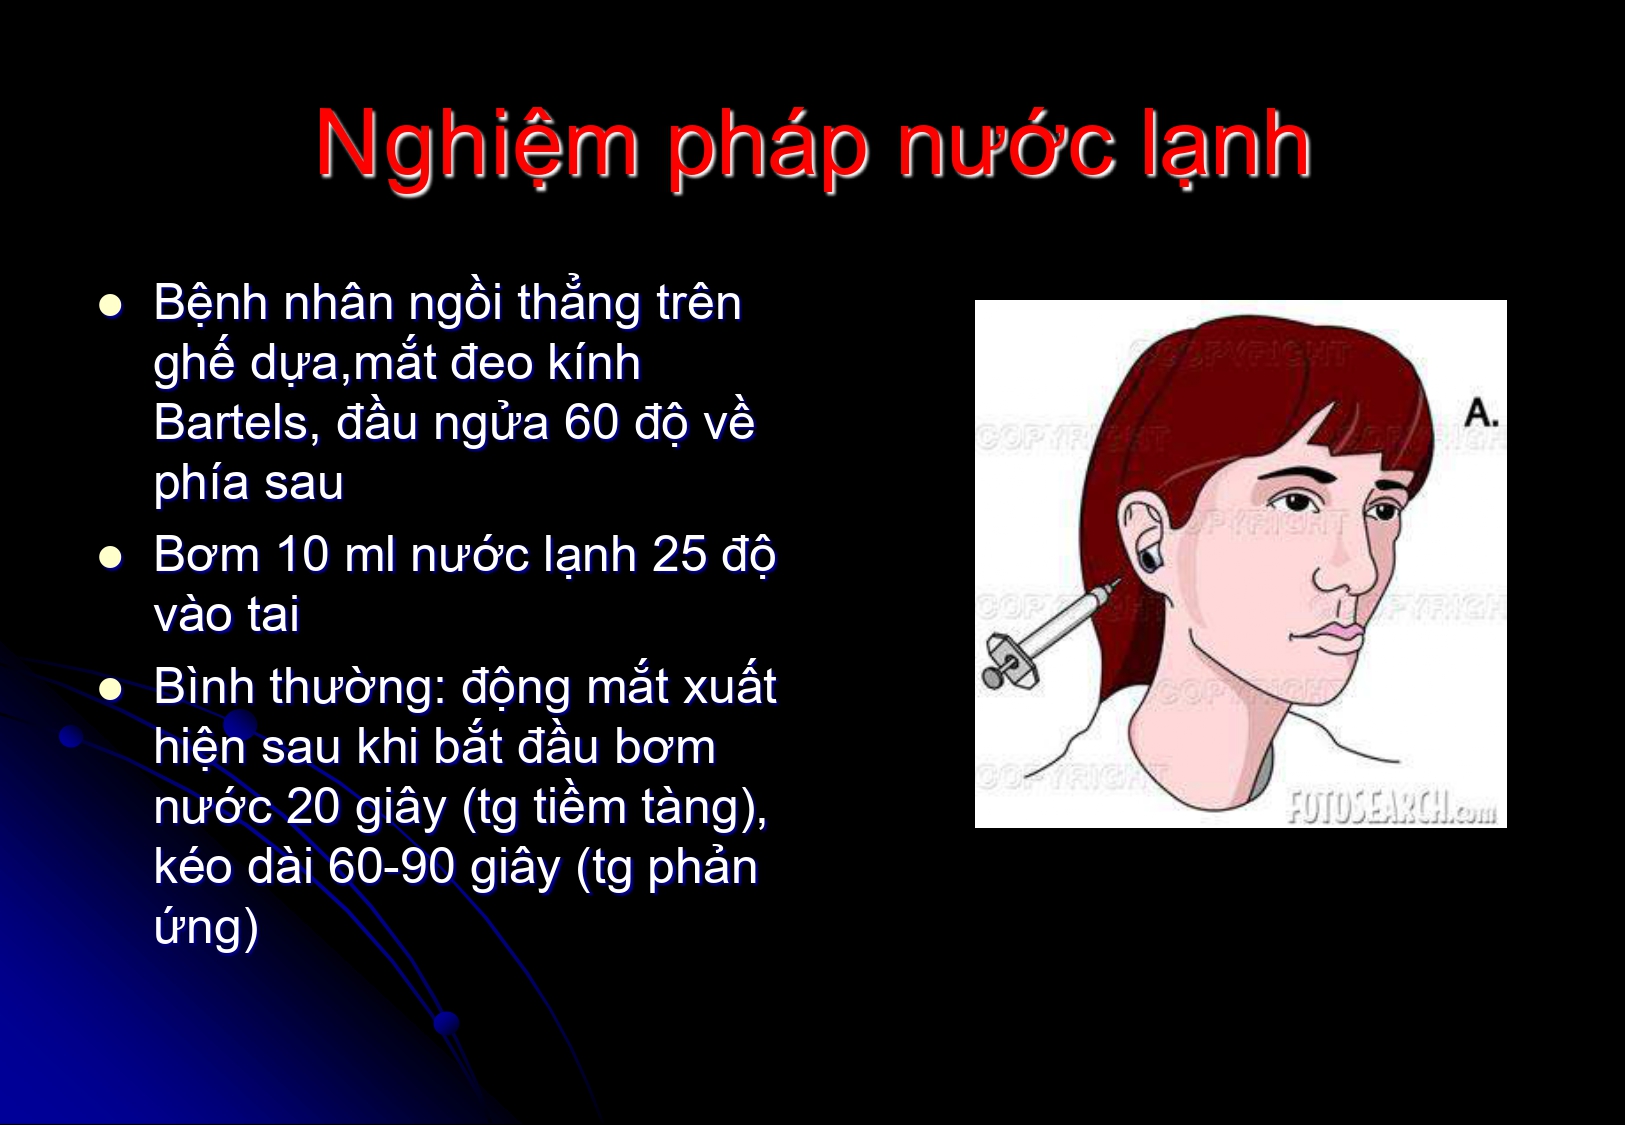 Nghiệm pháp nước lạnh
Bệnh nhân ngồi thẳng trên
ghế dựa,mắt đeo kính
Bartels, đầu ngửa 60 độ về
phía sau
Bơm 10 ml nước lạnh 25 độ
vào tai
Bình thường: động mắt xuất
hiện sau khi bắt đầu bơm
nước 20 giây (tg tiềm tàng),
kéo dài 60-90 giây (tg phản
ứng)
COPYRIGHT
A.
COPYRIGHT
COPYRIGHT
COPYRIGHT
COPYRIGHT
COPYRIGHT
COPYRIGHT
COPYRIGHT
FOTOSEARCH.com